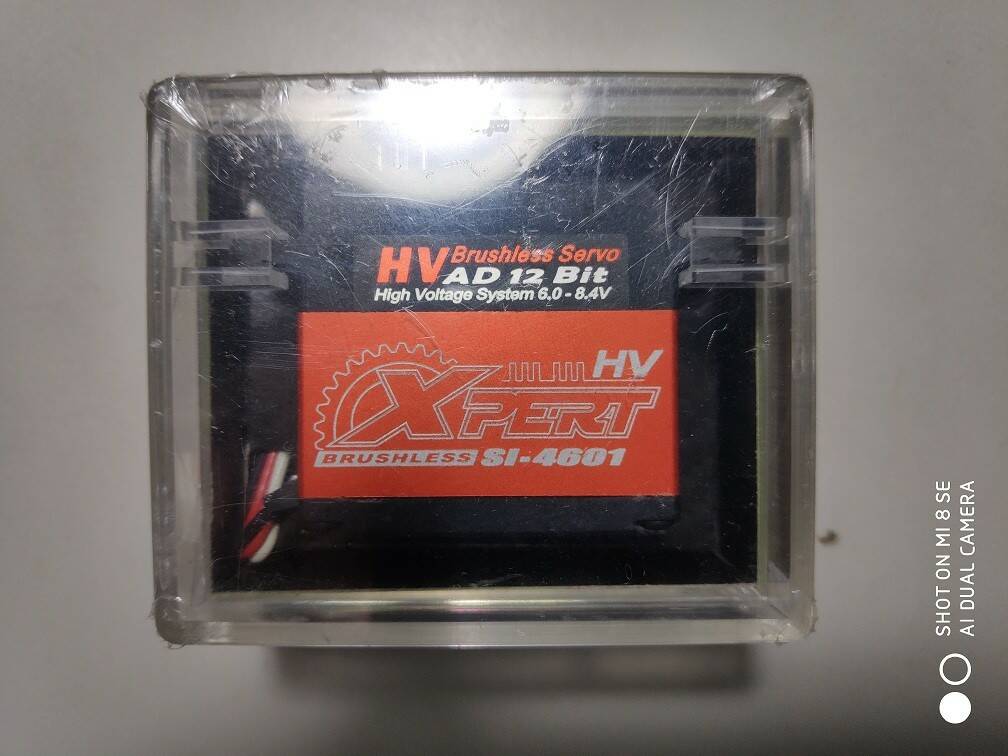 HV Brushless Servo
AD 12 Bit
High Voltage System 6.0 - 8.4V
HV
XPERT
BRUSHLESS SI-4601
SHOT ON MI 8 SE
AI DUAL CAMERA